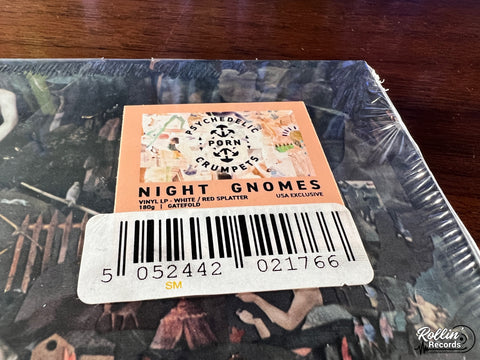 PSYCHEDELIC
PORN
CRUMPETS
NIGHT GNOMES
VINYL LP - WHITE / RED SPLATTER USA EXCLUSIVE
180g | GATEFOLD
5 052442 021766
SM
Rollin
Records